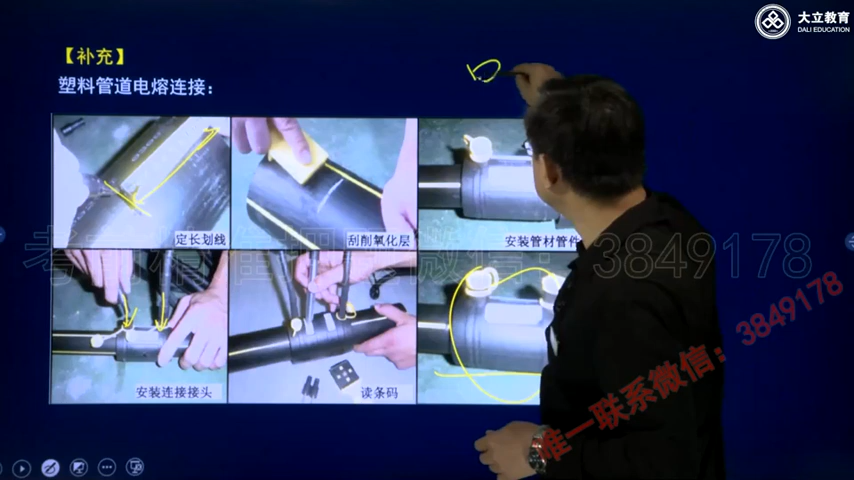 大立教育
DALI EDUCATION
【补充】
塑料管道电熔连接：
定长划线
刮削氧化层
安装管材管件
安装连接接头
读条码
微信：3849178
唯一联系微信：3849178